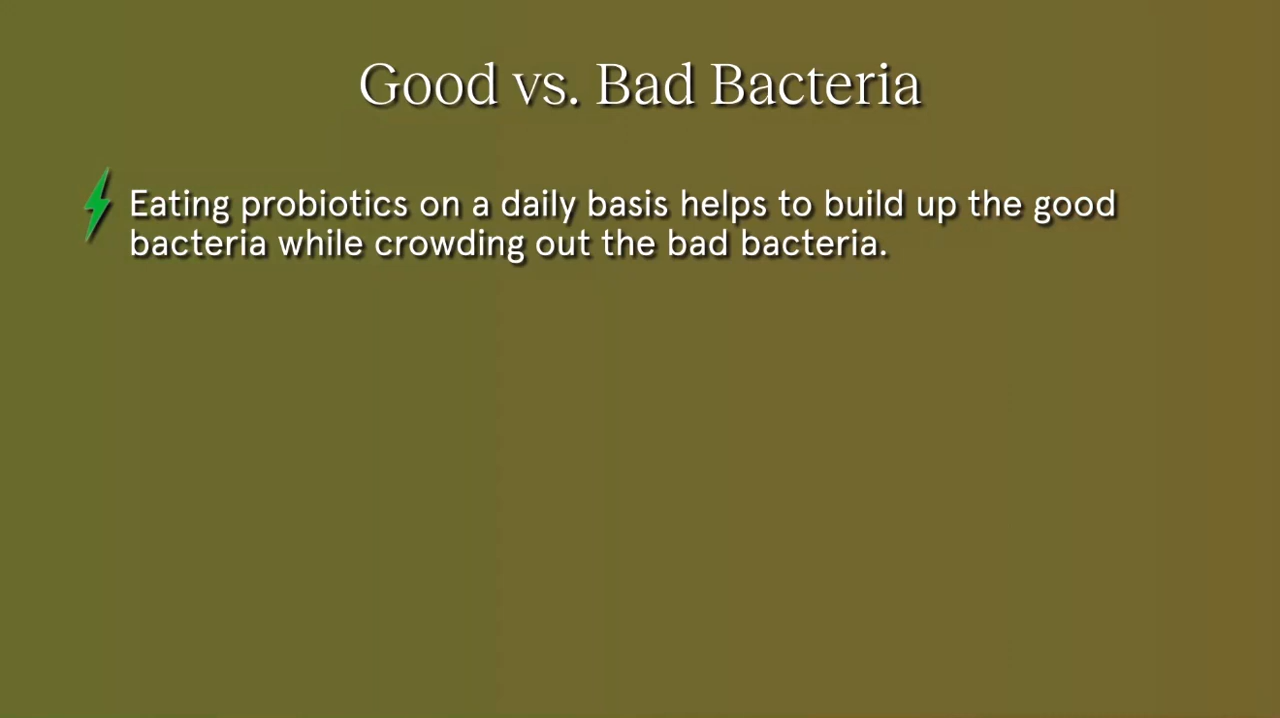 Good vs. Bad Bacteria
Eating probiotics on a daily basis helps to build up the good
bacteria while crowding out the bad bacteria.